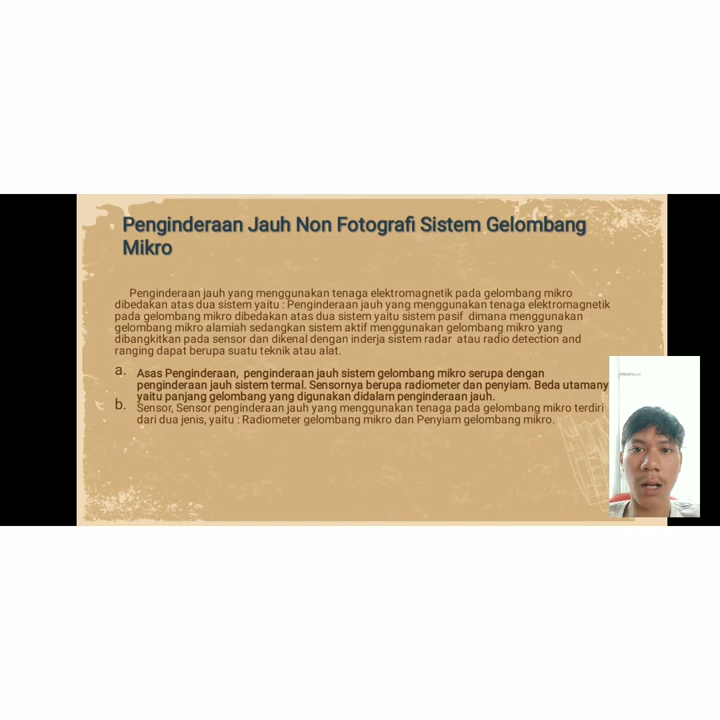 Penginderaan Jauh Non Fotografi Sistem Gelombang
Mikro
Penginderaan jauh yang menggunakan tenaga elektromagnetik pada gelombang mikro
dibedakan atas dua sistem yaitu : Penginderaan jauh yang menggunakan tenaga elektromagnetik
pada gelombang mikro dibedakan atas dua sistem yaitu sistem pasif dimana menggunakan
gelombang mikro alamiah sedangkan sistem aktif menggunakan gelombang mikro yang
dibangkitkan pada sensor dan dikenal dengan inderja sistem radar atau radio detection and
ranging dapat berupa suatu teknik atau alat.
a. Asas Penginderaan, penginderaan jauh sistem gelombang mikro serupa dengan
penginderaan jauh sistem termal. Sensornya berupa radiometer dan penyiam. Beda utamany
yaitu panjang gelombang yang digunakan didalam penginderaan jauh.
b. Sensor, Sensor penginderaan jauh yang menggunakan tenaga pada gelombang mikro terdiri
dari dua jenis, yaitu : Radiometer gelombang mikro dan Penyiam gelombang mikro.